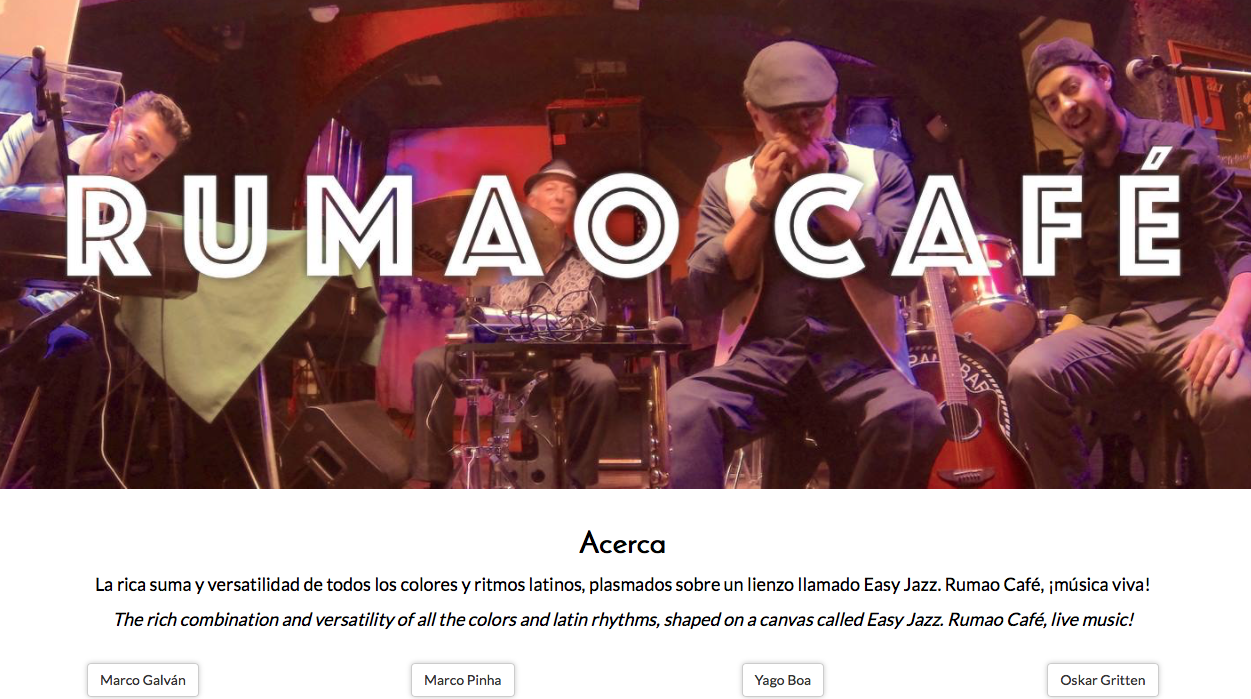 RUMAO CAFÉ
BAR
Acerca
La rica suma y versatilidad de todos los colores y ritmos latinos, plasmados sobre un lienzo llamado Easy Jazz. Rumao Café, ¡música viva!
The rich combination and versatility of all the colors and latin rhythms, shaped on a canvas called Easy Jazz. Rumao Café, live music!
Marco Galván
Marco Pinha
Yago Boa
Oskar Gritten